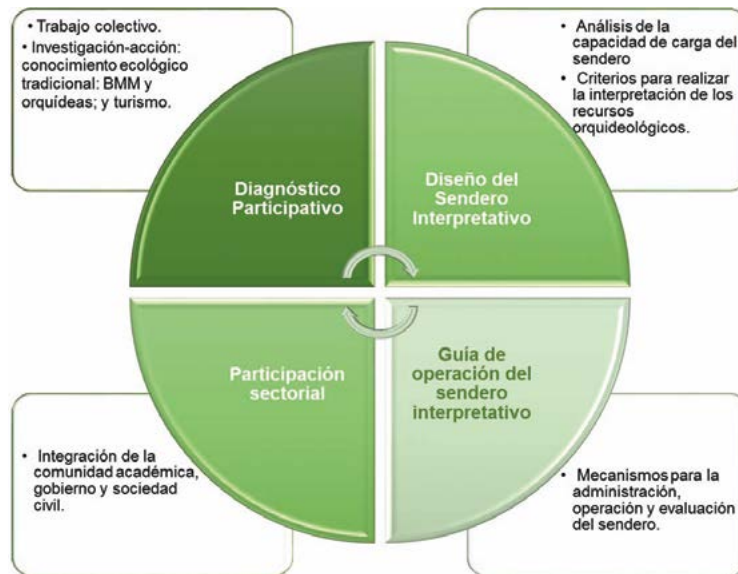 • Trabajo colectivo.
• Investigación-acción:
conocimiento ecológico
tradicional: BMM y
orquídeas; y turismo.
Diagnóstico
Participativo
• Análisis de la
capacidad de carga del
sendero
• Criterios para realizar
la interpretación de los
recursos
orquideológicos.
Diseño del
Sendero
Interpretativo
Participación
sectorial
• Integración de la
comunidad académica,
gobierno y sociedad
civil.
Guía de
operación del
sendero
interpretativo
• Mecanismos para la
administración,
operación y evaluación
del sendero.